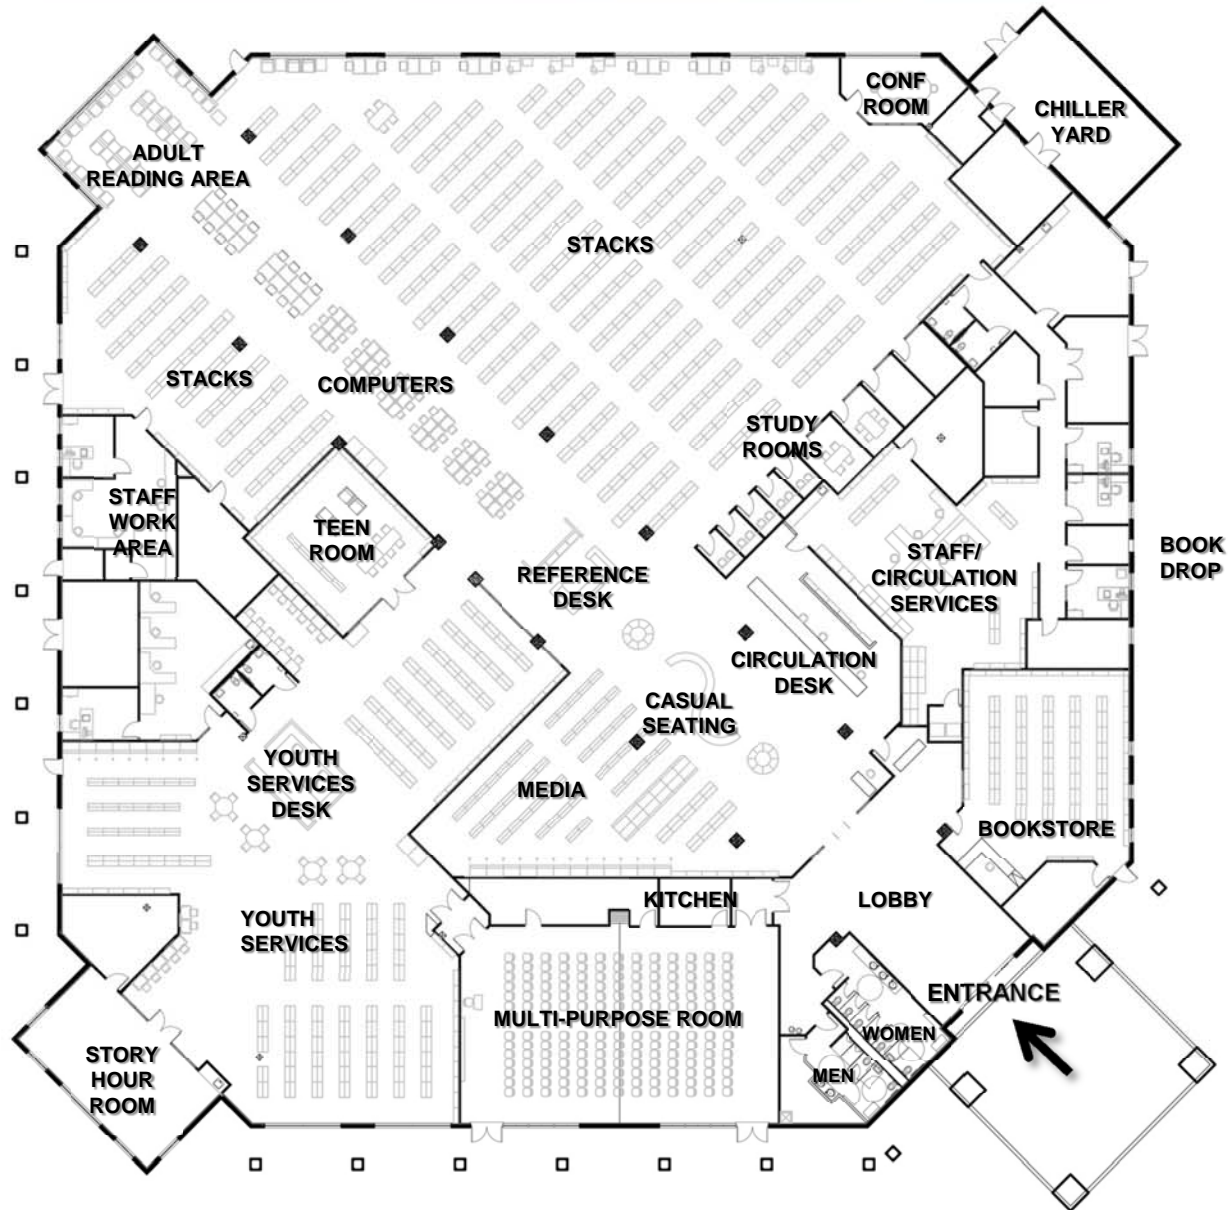 CONF
ROOM
CHILLER
YARD
ADULT
READING AREA
STACKS
STACKS
COMPUTERS
STUDY
ROOMS
STAFF
WORK
AREA
TEEN
ROOM
REFERENCE
DESK
STAFF/
CIRCULATION
SERVICES
BOOK
DROP
CIRCULATION
DESK
CASUAL
SEATING
YOUTH
SERVICES
DESK
MEDIA
BOOKSTORE
KITCHEN
LOBBY
YOUTH
SERVICES
ENTRANCE
MULTI-PURPOSE ROOM
WOMEN
STORY
HOUR
ROOM
MEN